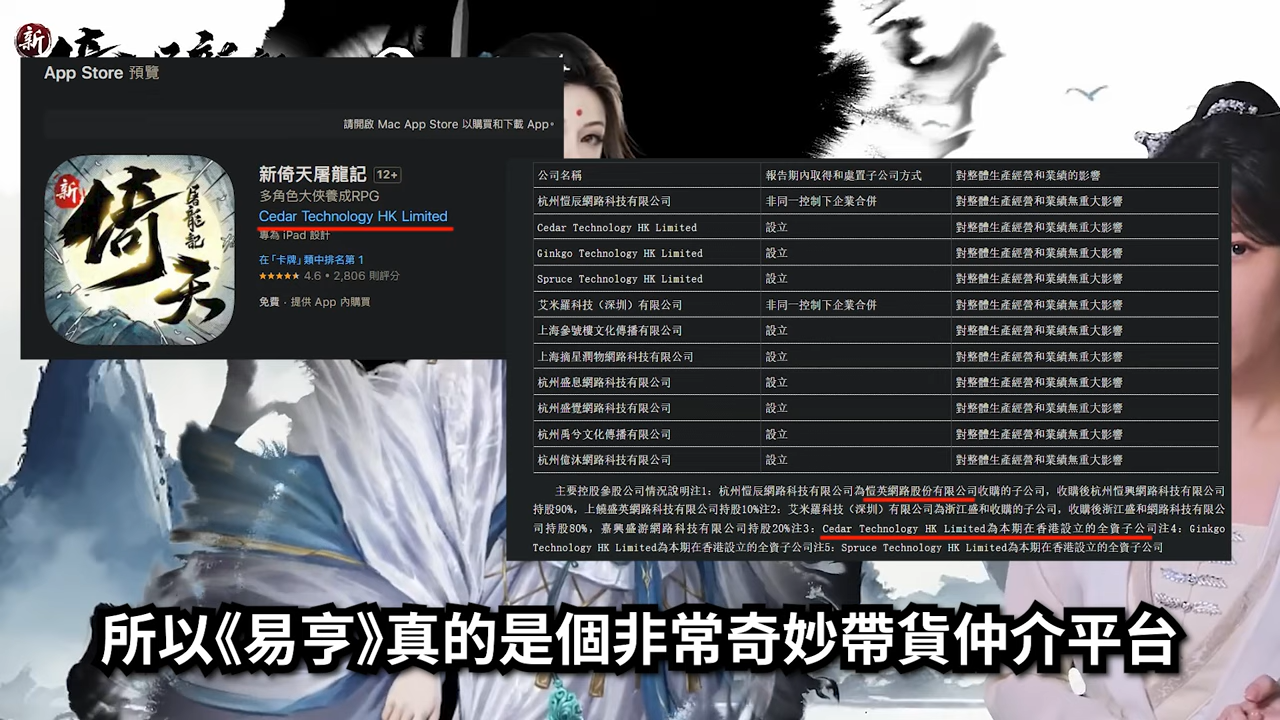 新
App Store 預覽
請開啟 Mac App Store 以購買和下載 App。
新
倚天
屠龍記
新倚天屠龍記 12+
多角色大俠養成RPG
Cedar Technology HK Limited
專為 iPad 設計
在「卡牌」類中排名第 1
★★★★★ 4.6 • 2,806 則評分
免費 · 提供 App 內購買
公司名稱 報告期內取得和處置子公司方式 對整體生產經營和業績的影響
杭州愷辰網路科技有限公司 非同一控制下企業合併 對整體生產經營和業績無重大影響
Cedar Technology HK Limited 設立 對整體生產經營和業績無重大影響
Ginkgo Technology HK Limited 設立 對整體生產經營和業績無重大影響
Spruce Technology HK Limited 設立 對整體生產經營和業績無重大影響
艾米羅科技（深圳）有限公司 非同一控制下企業合併 對整體生產經營和業績無重大影響
上海參號樓文化傳播有限公司 設立 對整體生產經營和業績無重大影響
上海摘星潤物網路科技有限公司 設立 對整體生產經營和業績無重大影響
杭州盛息網路科技有限公司 設立 對整體生產經營和業績無重大影響
杭州盛覺網路科技有限公司 設立 對整體生產經營和業績無重大影響
杭州禹兮文化傳播有限公司 設立 對整體生產經營和業績無重大影響
杭州億沐網路科技有限公司 設立 對整體生產經營和業績無重大影響
主要控股參股公司情況說明注1：杭州愷辰網路科技有限公司為愷英網路股份有限公司收購的子公司，收購後杭州愷興網路科技有限公司
持股90%，上饒盛英網路科技有限公司持股10%注2：艾米羅科技（深圳）有限公司為浙江盛和收購的子公司，收購後浙江盛和網路科技有限公
司持股80%，嘉興盛游網路科技有限公司持股20%注3：Cedar Technology HK Limited為本期在香港設立的全資子公司注4：Ginkgo
Technology HK Limited為本期在香港設立的全資子公司注5：Spruce Technology HK Limited為本期在香港設立的全資子公司
所以《易亨》真的是個非常奇妙帶貨仲介平台